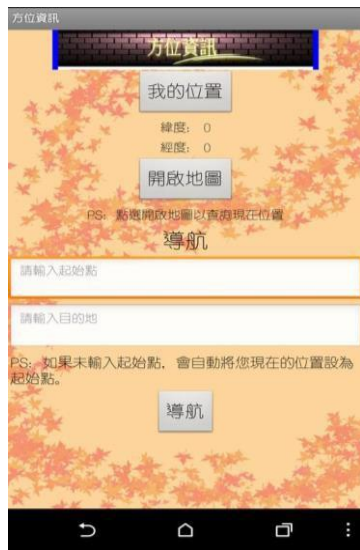 方位資訊
方位資訊
我的位置
緯度： 0
經度： 0
開啟地圖
PS：點選開啟地圖以查詢現在位置
導航
請輸入起始點
請輸入目的地
PS：如果未輸入起始點，會自動將您現在的位置設為
起始點。
導航